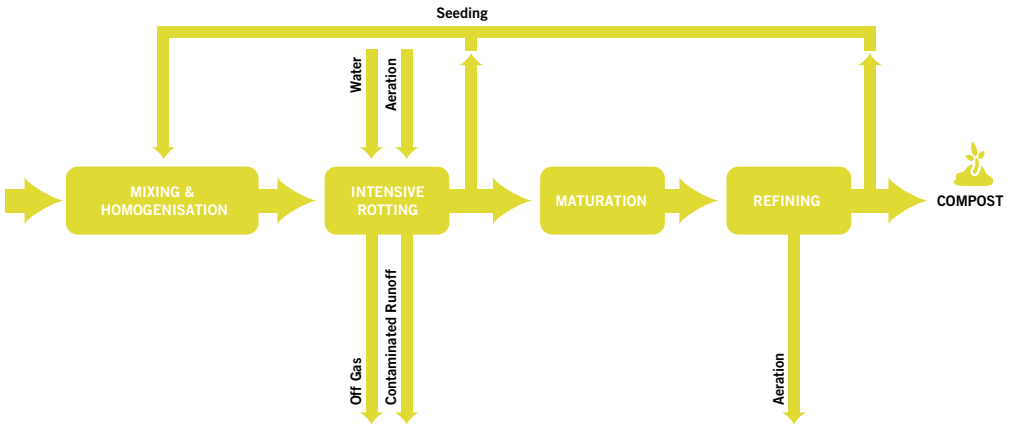 Seeding
Water
Aeration
MIXING &
HOMOGENISATION
INTENSIVE
ROTTING
MATURATION
REFINING
COMPOST
Off Gas
Contaminated Runoff
Aeration